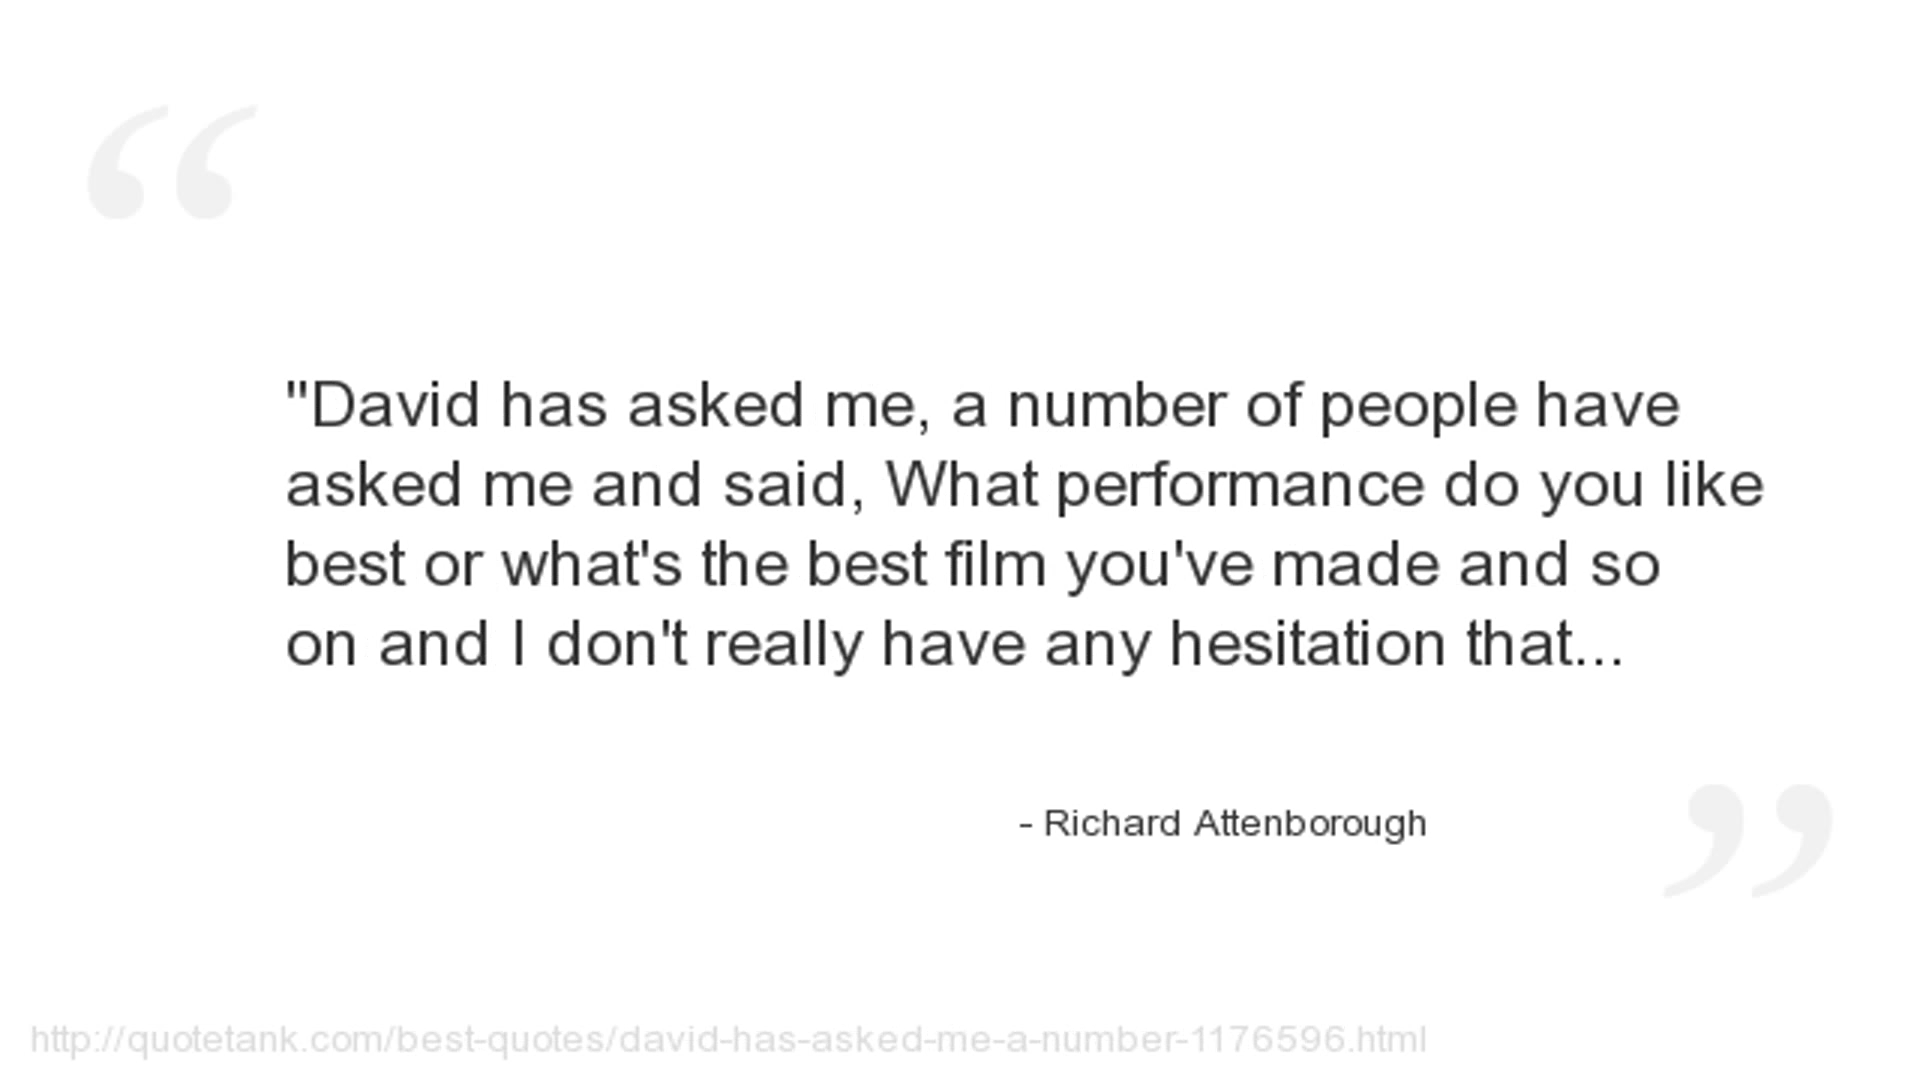 "David has asked me, a number of people have
asked me and said, What performance do you like
best or what's the best film you've made and so
on and I don't really have any hesitation that...
- Richard Attenborough
http://quotetank.com/best-quotes/david-has-asked-me-a-number-1176596.html